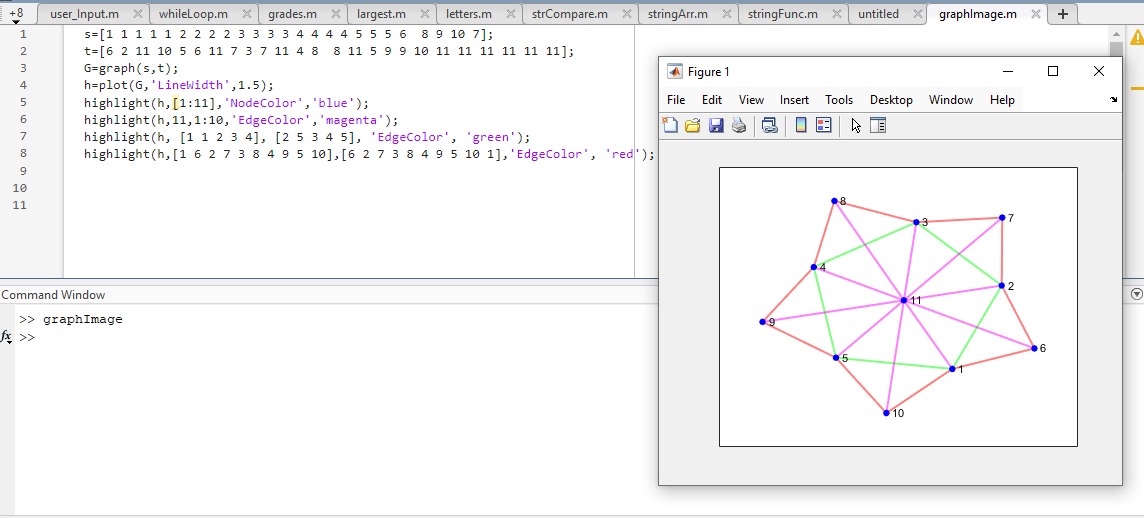 +8 user_Input.m whileLoop.m grades.m largest.m letters.m strCompare.m stringArr.m stringFunc.m untitled graphImage.m +
1 s=[1 1 1 1 1 2 2 2 2 3 3 3 3 4 4 4 4 5 5 5 6  8 9 10 7];
2 t=[6 2 11 10 5 6 11 7 3 7 11 4 8  8 11 5 9 9 10 11 11 11 11 11 11];
3 G=graph(s,t);
4 h=plot(G,'LineWidth',1.5);
5 highlight(h,[1:11],'NodeColor','blue');
6 highlight(h,11,1:10,'EdgeColor','magenta');
7 highlight(h, [1 1 2 3 4], [2 5 3 4 5], 'EdgeColor', 'green');
8 highlight(h,[1 6 2 7 3 8 4 9 5 10],[6 2 7 3 8 4 9 5 10 1],'EdgeColor', 'red');
9
10
11
Command Window
>> graphImage
fx >>
Figure 1
File Edit View Insert Tools Desktop Window Help
8
3
7
4
2
11
9
6
5
1
10